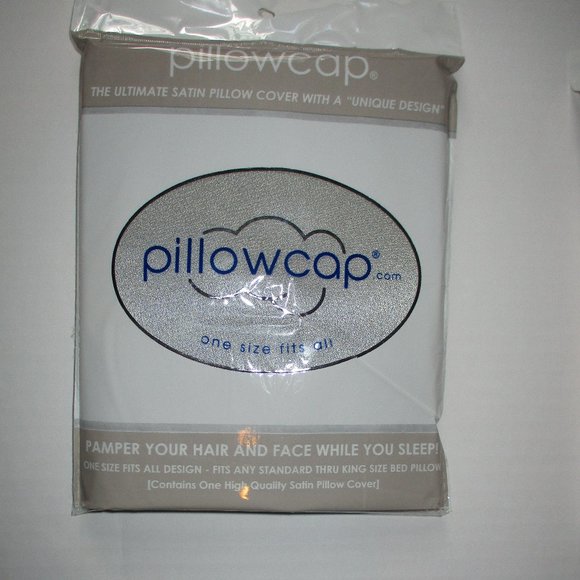 pillowcap®
THE ULTIMATE SATIN PILLOW COVER WITH A "UNIQUE DESIGN"
pillowcap®.com
one size fits all
PAMPER YOUR HAIR AND FACE WHILE YOU SLEEP!
ONE SIZE FITS ALL DESIGN - FITS ANY STANDARD THRU KING SIZE BED PILLOW
[Contains One High Quality Satin Pillow Cover]